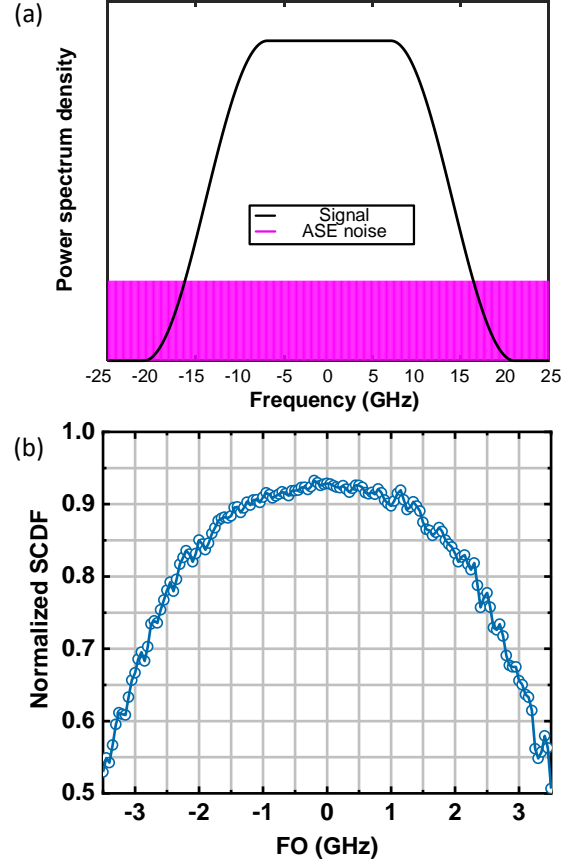 (a)
Power spectrum density
Signal
ASE noise
-25 -20 -15 -10 -5 0 5 10 15 20 25
Frequency (GHz)
(b)
Normalized SCDF
1.0
0.9
0.8
0.7
0.6
0.5
-3 -2 -1 0 1 2 3
FO (GHz)